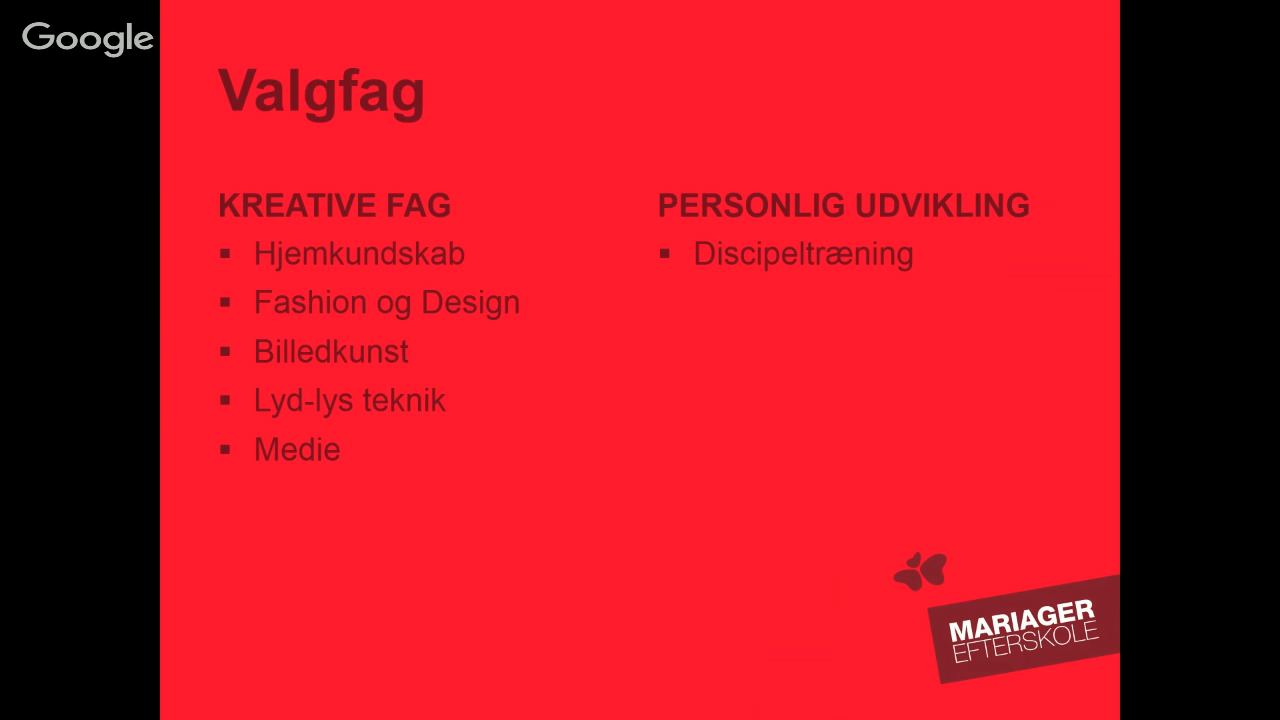 Google
Valgfag
KREATIVE FAG
▪ Hjemkundskab
▪ Fashion og Design
▪ Billedkunst
▪ Lyd-lys teknik
▪ Medie
PERSONLIG UDVIKLING
▪ Discipeltræning
MARIAGER
EFTERSKOLE